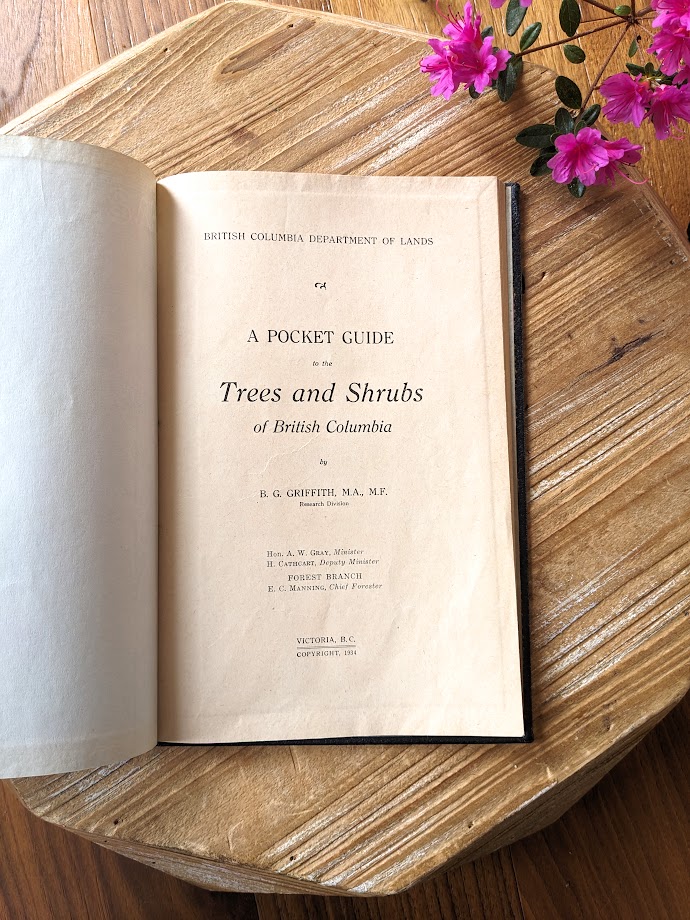 BRITISH COLUMBIA DEPARTMENT OF LANDS
A POCKET GUIDE
to the
Trees and Shrubs
of British Columbia
by
B. G. GRIFFITH, M.A., M.F.
Research Division
Hon. A. W. GRAY, Minister
H. CATHCART, Deputy Minister
FOREST BRANCH
E. C. MANNING, Chief Forester
VICTORIA, B.C.
COPYRIGHT, 1934